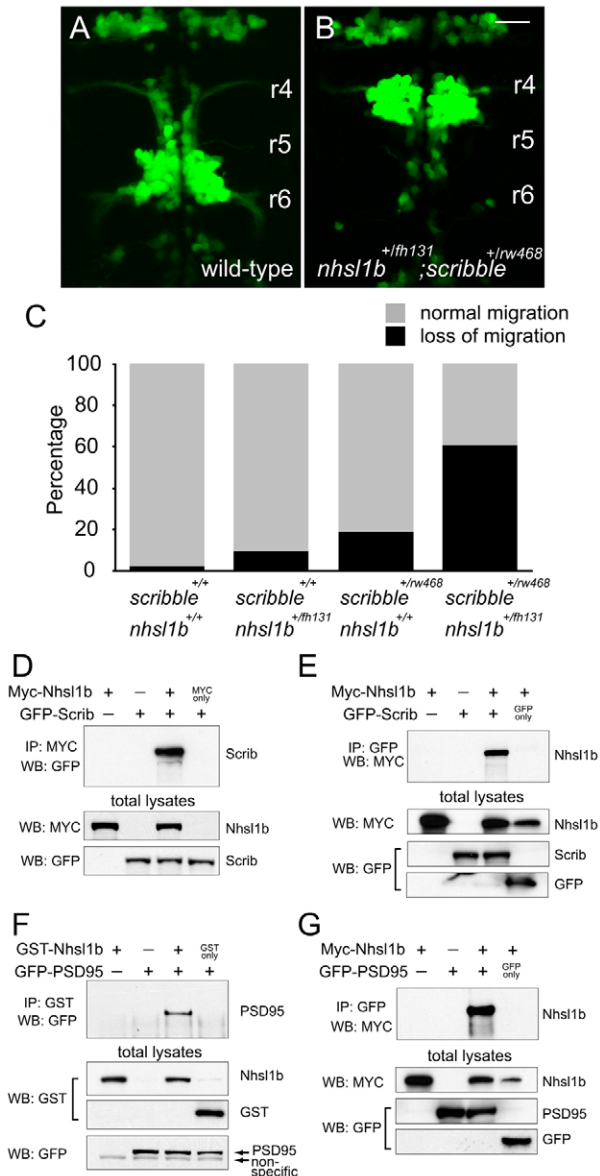 A
r4
r5
r6
wild-type
B
r4
r5
r6
nhsl1b+/fh131;scribble+/rw468
C
normal migration
loss of migration
Percentage
100
80
60
40
20
0
scribble+/+ scribble+/+ scribble+/rw468 scribble+/rw468
nhsl1b+/+ nhsl1b+/fh131 nhsl1b+/+ nhsl1b+/fh131
D
Myc-Nhsl1b + – + MYC only
GFP-Scrib – + + +
IP: MYC
WB: GFP
Scrib
total lysates
WB: MYC Nhsl1b
WB: GFP Scrib
E
Myc-Nhsl1b + – + +
GFP-Scrib – + + GFP only
IP: GFP
WB: MYC
Nhsl1b
total lysates
WB: MYC Nhsl1b
WB: GFP
Scrib
GFP
F
GST-Nhsl1b + – + GST only
GFP-PSD95 – + + +
IP: GST
WB: GFP
PSD95
total lysates
WB: GST
Nhsl1b
GST
WB: GFP
PSD95
non-specific
G
Myc-Nhsl1b + – + +
GFP-PSD95 – + + GFP only
IP: GFP
WB: MYC
Nhsl1b
total lysates
WB: MYC Nhsl1b
WB: GFP
PSD95
GFP